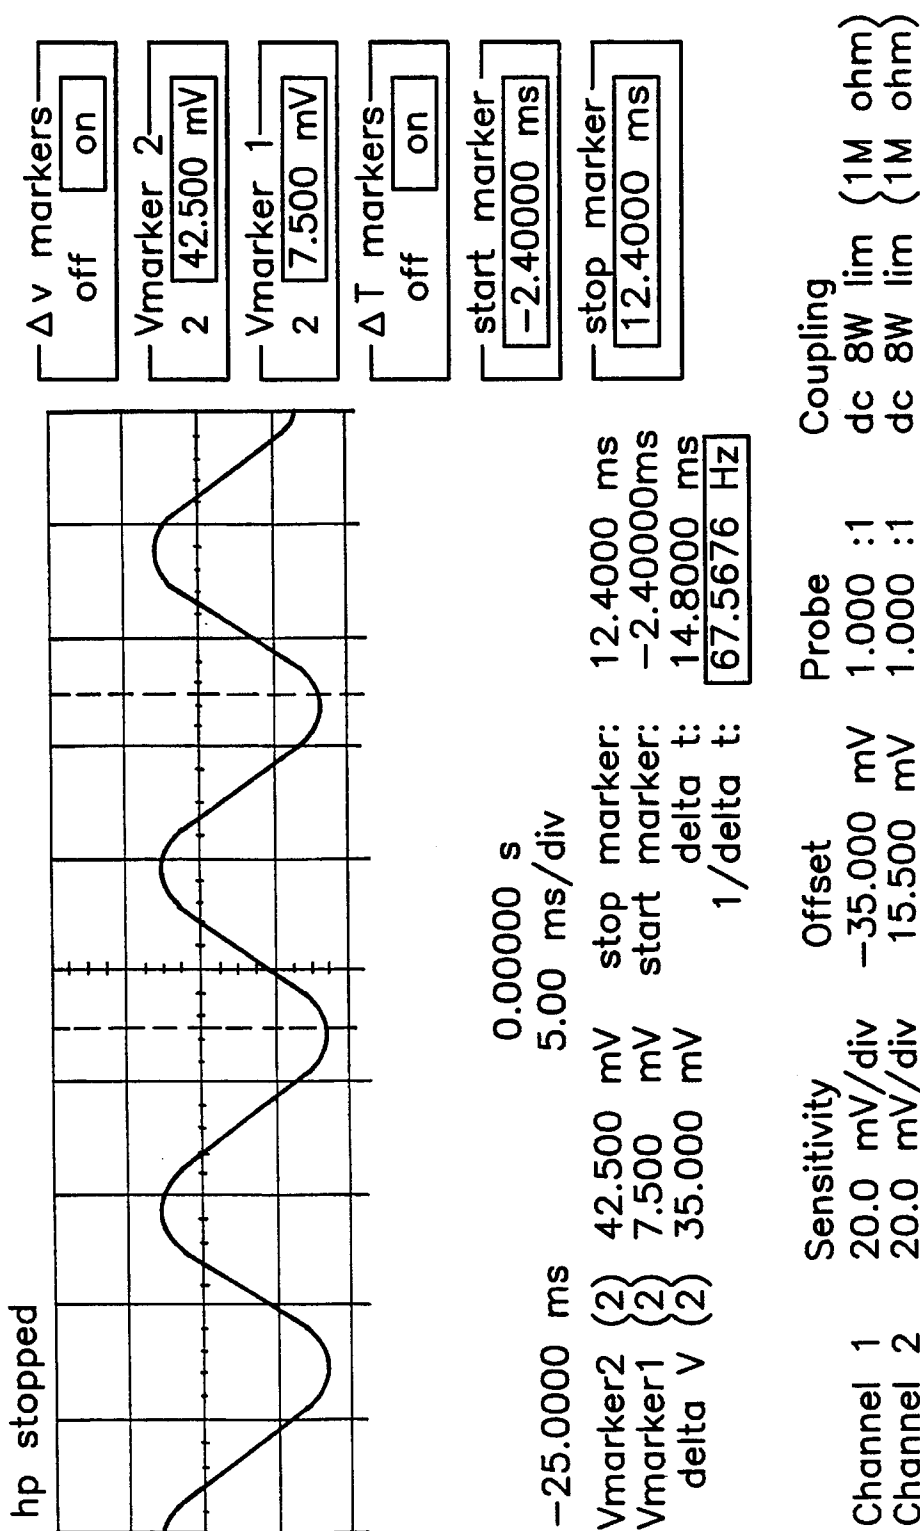 hp stopped
Δv markers
off on
Vmarker 2
2 42.500 mV
Vmarker 1
2 7.500 mV
ΔT markers
off on
start marker
−2.40000 ms
stop marker
12.4000 ms
−25.0000 ms 0.00000 s
5.00 ms/div
Vmarker2 (2) 42.500 mV stop marker: 12.4000 ms
Vmarker1 (2) 7.500 mV start marker: −2.40000ms
delta V (2) 35.000 mV delta t: 14.8000 ms
1/delta t: 67.5676 Hz
Sensitivity Offset Probe Coupling
Channel 1 20.0 mV/div −35.000 mV 1.000 :1 dc 8W lim (1M ohm)
Channel 2 20.0 mV/div 15.500 mV 1.000 :1 dc 8W lim (1M ohm)